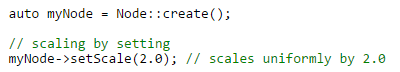 auto myNode = Node::create();
// scaling by setting
myNode->setScale(2.0); // scales uniformly by 2.0